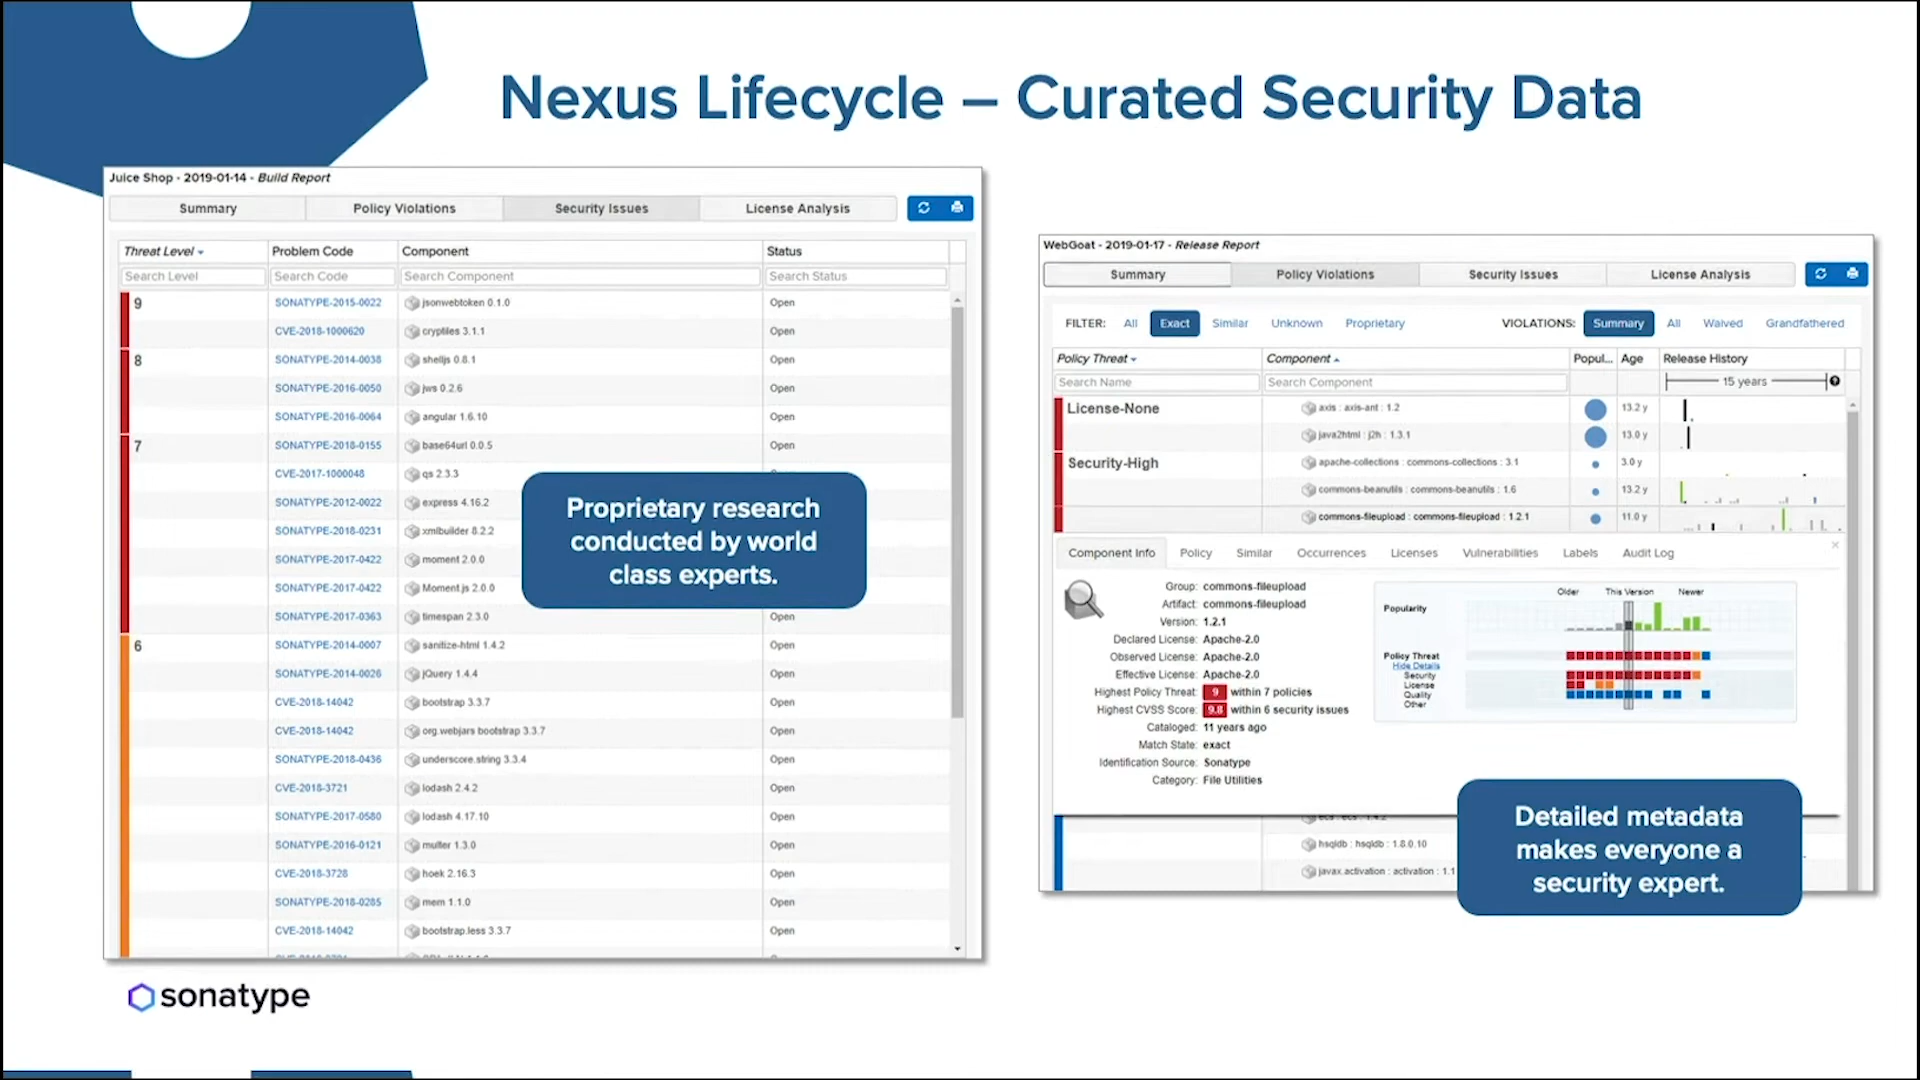 Nexus Lifecycle – Curated Security Data
Juice Shop - 2019-01-14 - Build Report
Summary Policy Violations Security Issues License Analysis
Threat Level Problem Code Component Status
Search Level Search Code Search Component Search Status
9 SONATYPE-2015-0022 jsonwebtoken 0.1.0 Open
CVE-2018-1000620 cryptiles 3.1.1 Open
8 SONATYPE-2014-0038 shelljs 0.8.1 Open
SONATYPE-2016-0050 jws 0.2.6 Open
SONATYPE-2016-0064 angular 1.6.10 Open
7 SONATYPE-2018-0155 base64url 0.0.5 Open
CVE-2017-1000048 qs 2.3.3
SONATYPE-2012-0022 express 4.16.2
SONATYPE-2018-0231 xmlbuilder 8.2.2
SONATYPE-2017-0422 moment 2.0.0
SONATYPE-2017-0422 Moment.js 2.0.0
SONATYPE-2017-0363 timespan 2.3.0 Open
6 SONATYPE-2014-0007 sanitize-html 1.4.2 Open
SONATYPE-2014-0026 jQuery 1.4.4 Open
CVE-2018-14042 bootstrap 3.3.7 Open
CVE-2018-14042 org.webjars bootstrap 3.3.7 Open
SONATYPE-2018-0436 underscore.string 3.3.4 Open
CVE-2018-3721 lodash 2.4.2 Open
SONATYPE-2017-0580 lodash 4.17.10 Open
SONATYPE-2016-0121 multer 1.3.0 Open
CVE-2018-3728 hoek 2.16.3 Open
SONATYPE-2018-0285 mem 1.1.0 Open
CVE-2018-14042 bootstrap.less 3.3.7 Open
Proprietary research
conducted by world
class experts.
sonatype
WebGoat - 2019-01-17 - Release Report
Summary Policy Violations Security Issues License Analysis
FILTER: All Exact Similar Unknown Proprietary VIOLATIONS: Summary All Waived Grandfathered
Policy Threat Component Popul... Age Release History
Search Name Search Component 15 years
License-None axis : axis-ant : 1.2 13.2 y
java2html : j2h : 1.3.1 13.0 y
Security-High apache-collections : commons-collections : 3.1 3.0 y
commons-beanutils : commons-beanutils : 1.6 13.2 y
commons-fileupload : commons-fileupload : 1.2.1 11.0 y
Component Info Policy Similar Occurrences Licenses Vulnerabilities Labels Audit Log
Group: commons-fileupload
Artifact: commons-fileupload
Version: 1.2.1
Declared License: Apache-2.0
Observed License: Apache-2.0
Effective License: Apache-2.0
Highest Policy Threat: 9 within 7 policies
Highest CVSS Score: 9.8 within 6 security issues
Cataloged: 11 years ago
Match State: exact
Identification Source: Sonatype
Category: File Utilities
Older This Version Newer
Popularity
Policy Threat
Hide Details
Security
License
Quality
Other
hsqldb : hsqldb : 1.8.0.10
javax.activation : activation : 1.1
Detailed metadata
makes everyone a
security expert.